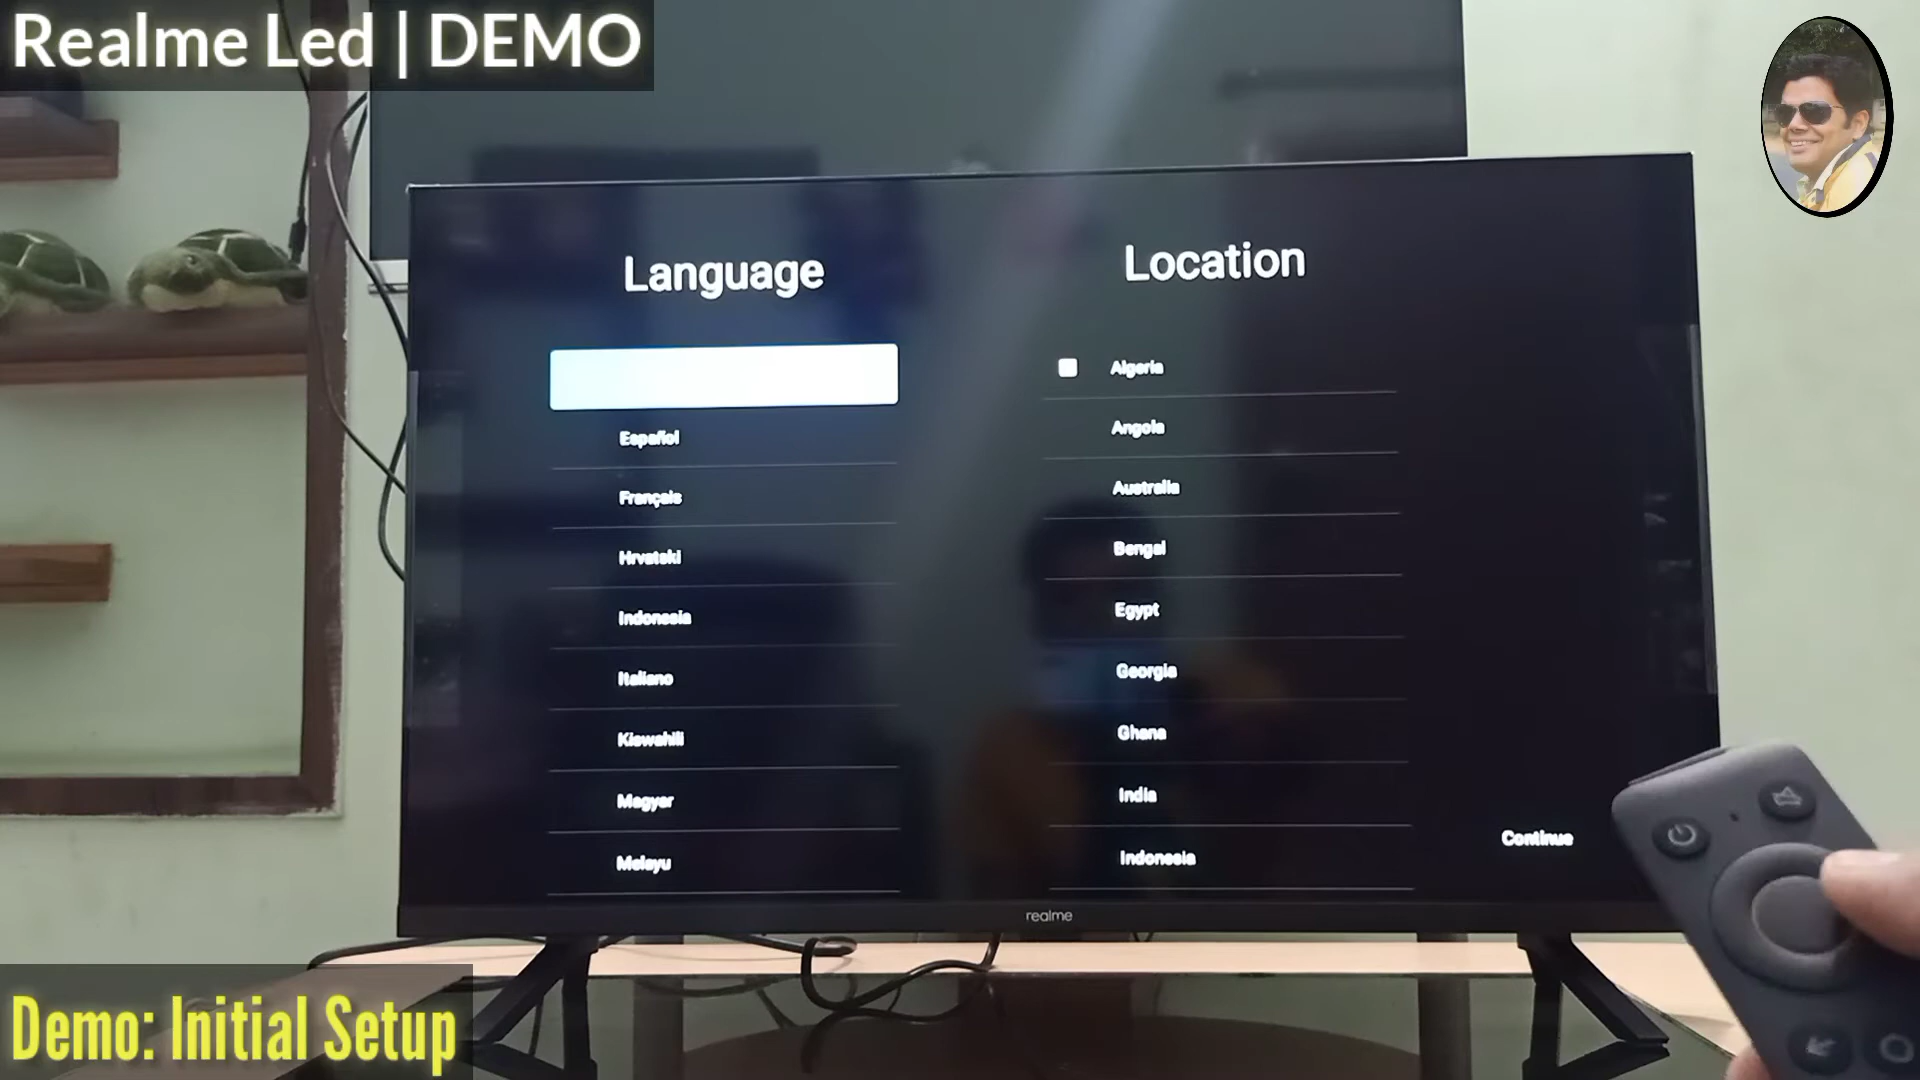 Realme Led | DEMO
Language
Location
Español
Français
Hrvatski
Indonesia
Italiano
Kiswahili
Magyar
Melayu
Algeria
Angola
Australia
Bengal
Egypt
Georgia
Ghana
India
Indonesia
Continue
realme
Demo: Initial Setup